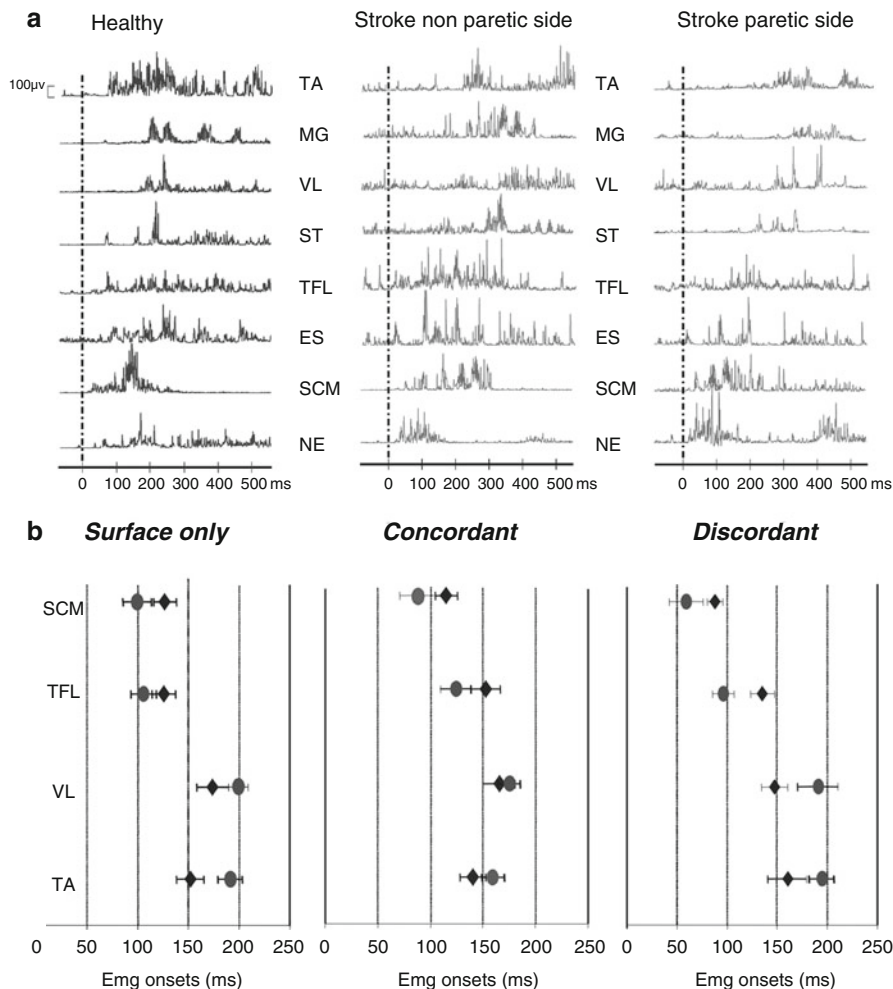 a
Healthy
Stroke non paretic side
Stroke paretic side
100μv
TA TA
MG MG
VL VL
ST ST
TFL TFL
ES ES
SCM SCM
NE NE
0 100 200 300 400 500 ms
0 100 200 300 400 500 ms
0 100 200 300 400 500 ms
b
Surface only
Concordant
Discordant
SCM
TFL
VL
TA
0 50 100 150 200 250
0 50 100 150 200 250
0 50 100 150 200 250
Emg onsets (ms)
Emg onsets (ms)
Emg onsets (ms)